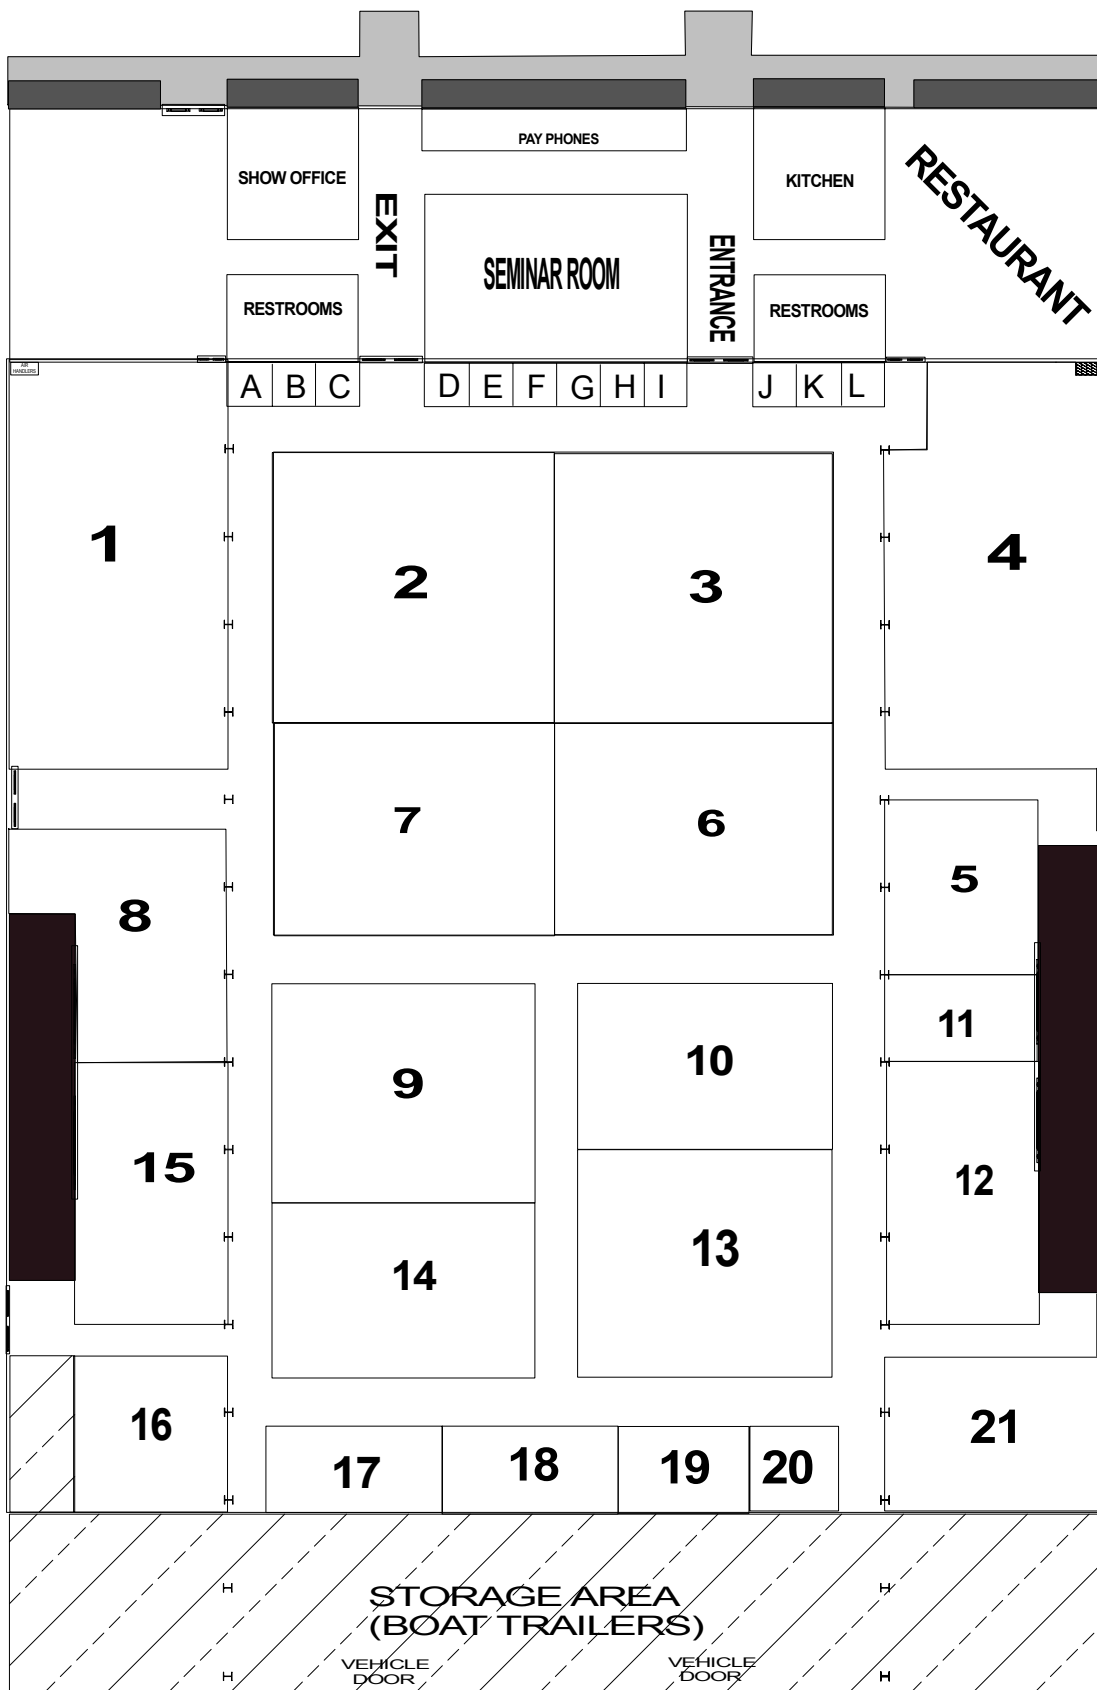 PAY PHONES
SHOW OFFICE
KITCHEN
RESTAURANT
EXIT
SEMINAR ROOM
ENTRANCE
RESTROOMS
RESTROOMS
AIR
HANDLERS
A B C D E F G H I J K L
1
2
3
4
7
6
5
8
11
9
10
15
12
13
14
16
17
18
19
20
21
STORAGE AREA
(BOAT TRAILERS)
VEHICLE
DOOR
VEHICLE
DOOR